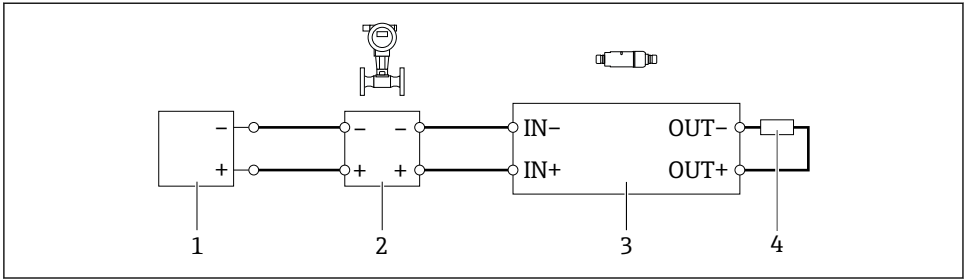 − − − IN− OUT−
+ + + IN+ OUT+
1 2 3 4